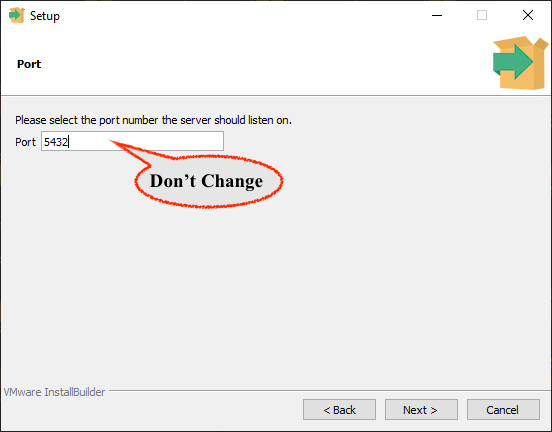 Setup
Port
Please select the port number the server should listen on.
Port 5432
Don’t Change
VMware InstallBuilder
< Back Next > Cancel